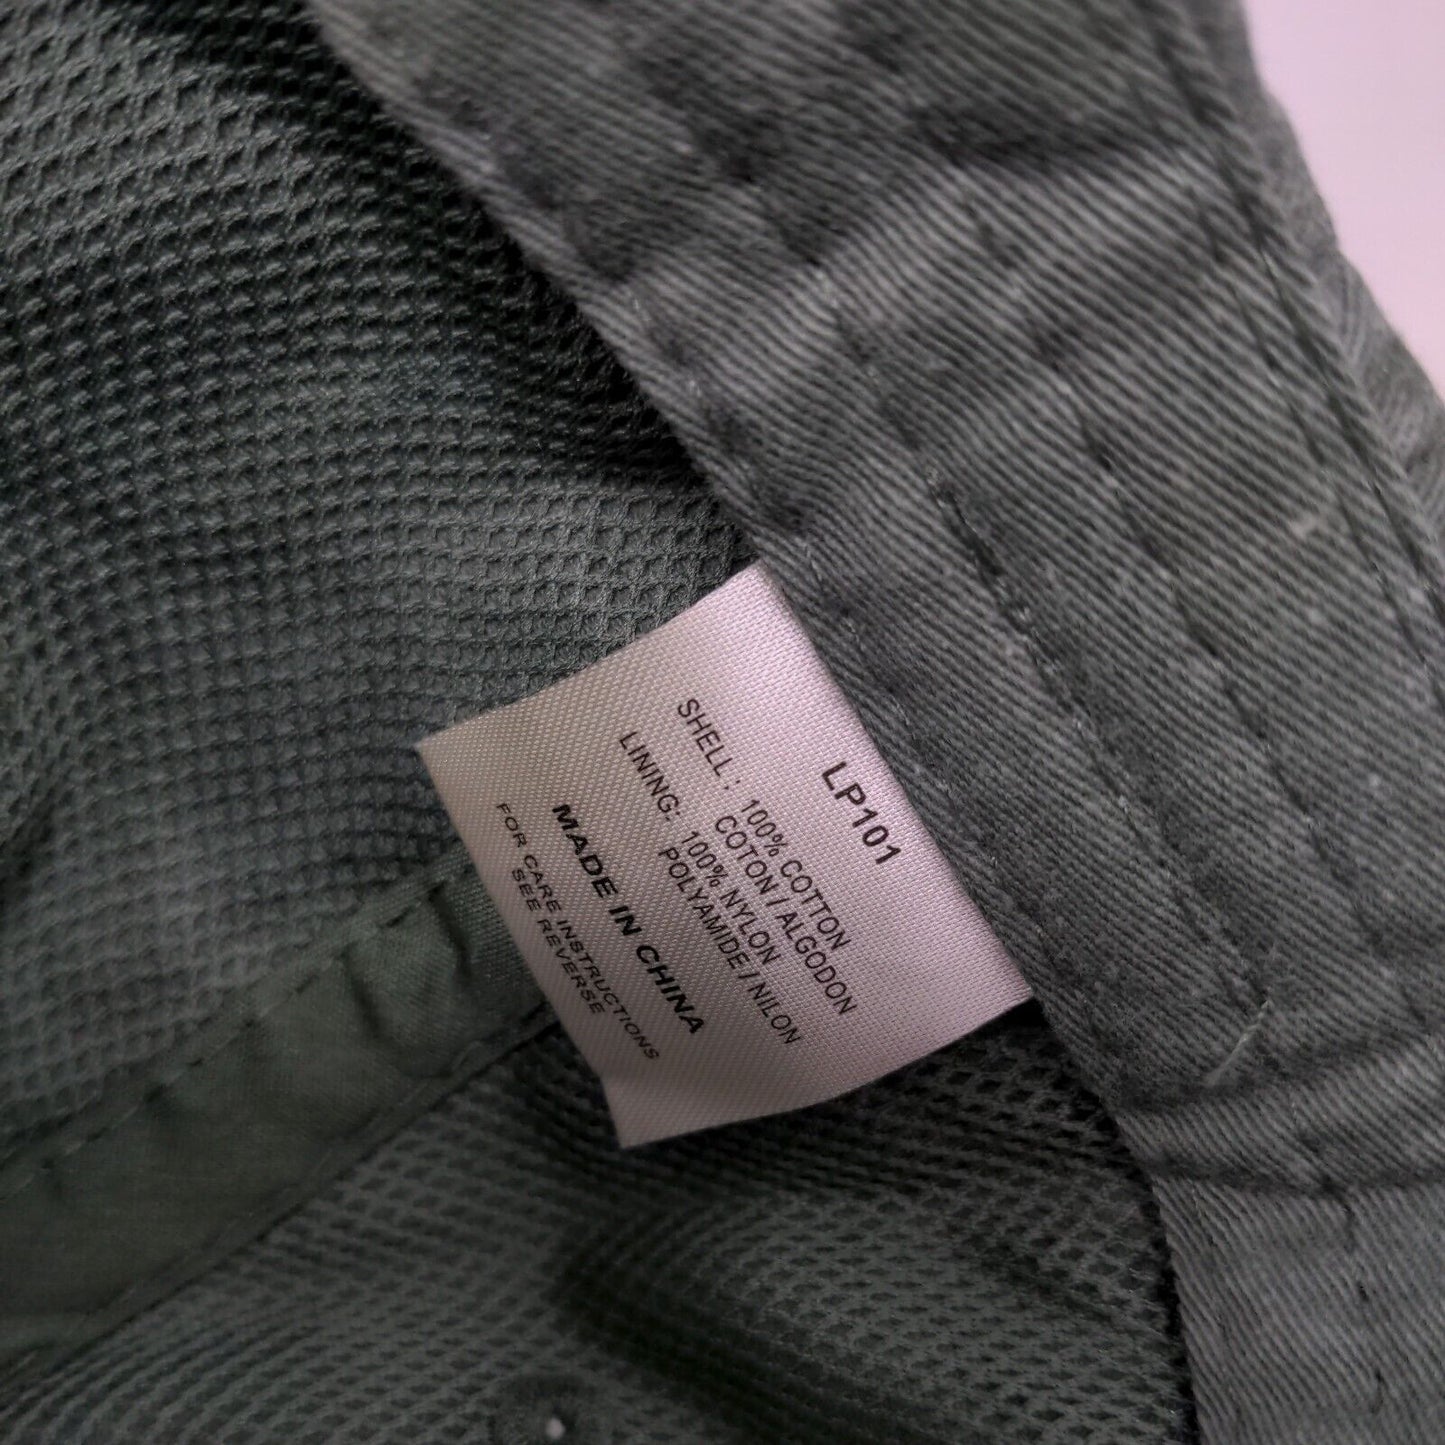 LP101
SHELL : 100% COTTON
COTON / ALGODON
LINING: 100% NYLON
POLYAMIDE / NILON
MADE IN CHINA
FOR CARE INSTRUCTIONS
SEE REVERSE